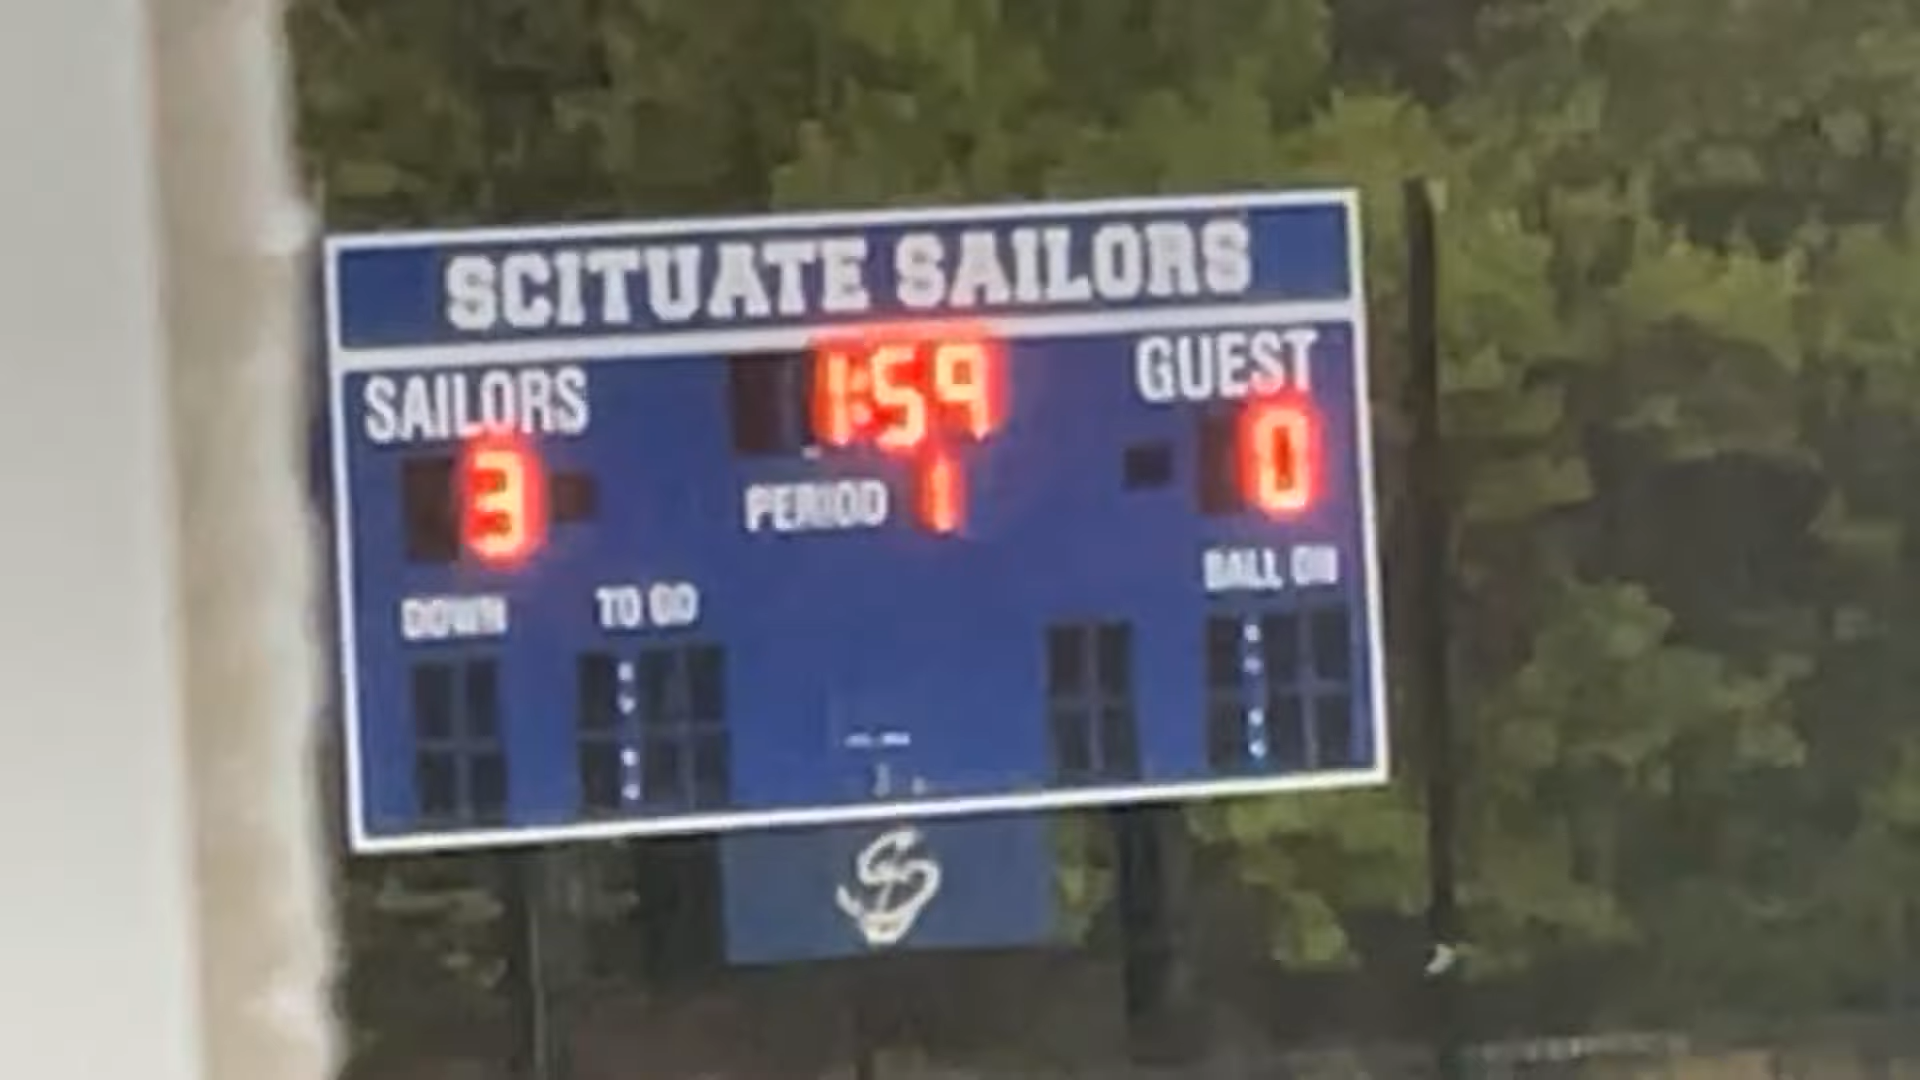 SCITUATE SAILORS
SAILORS 1:59 GUEST
3 PERIOD 1 0
DOWN TO GO BALL ON